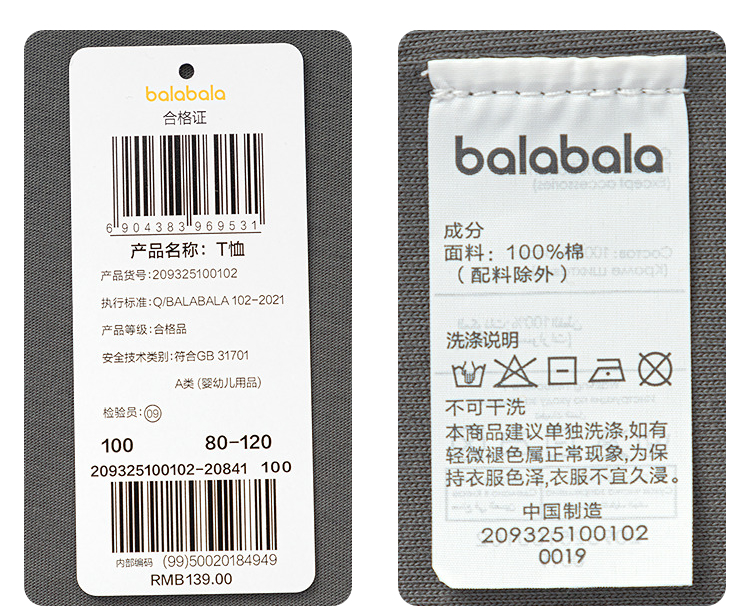 balabala
合格证
6 904383 969531
产品名称：T恤
产品货号:209325100102
执行标准:Q/BALABALA 102-2021
产品等级:合格品
安全技术类别:符合GB 31701
A类 (婴幼儿用品)
检验员:09
100 80-120
209325100102-20841 100
内部编码 (99)50020184949
RMB139.00
balabala
成分
面料：100%棉
（配料除外）
洗涤说明
不可干洗
本商品建议单独洗涤,如有
轻微褪色属正常现象,为保
持衣服色泽,衣服不宜久浸。
中国制造
209325100102
0019